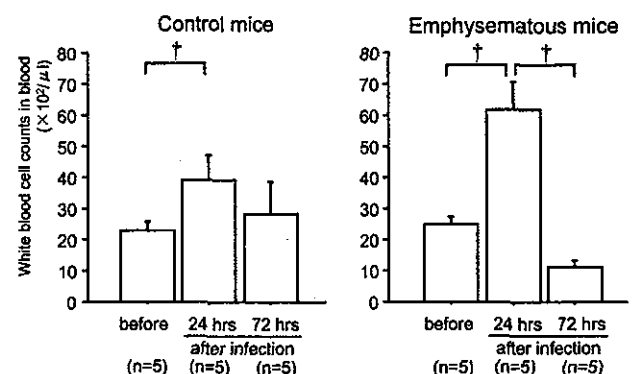 Control mice
Emphysematous mice
White blood cell counts in blood
(×10²/μl)
80
70
60
50
40
30
20
10
0
†
before
24 hrs
72 hrs
after infection
(n=5)
(n=5)
(n=5)
80
70
60
50
40
30
20
10
0
†
†
before
24 hrs
72 hrs
after infection
(n=5)
(n=5)
(n=5)